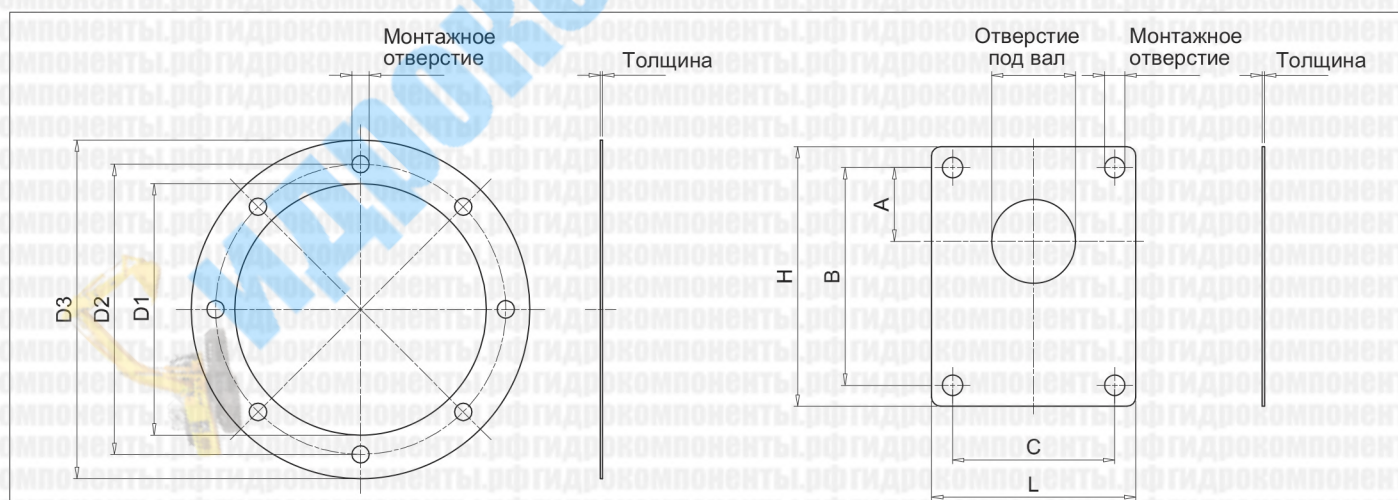 Монтажное
отверстие
Толщина
D3
D2
D1
Отверстие
под вал
Монтажное
отверстие
Толщина
A
B
H
C
L